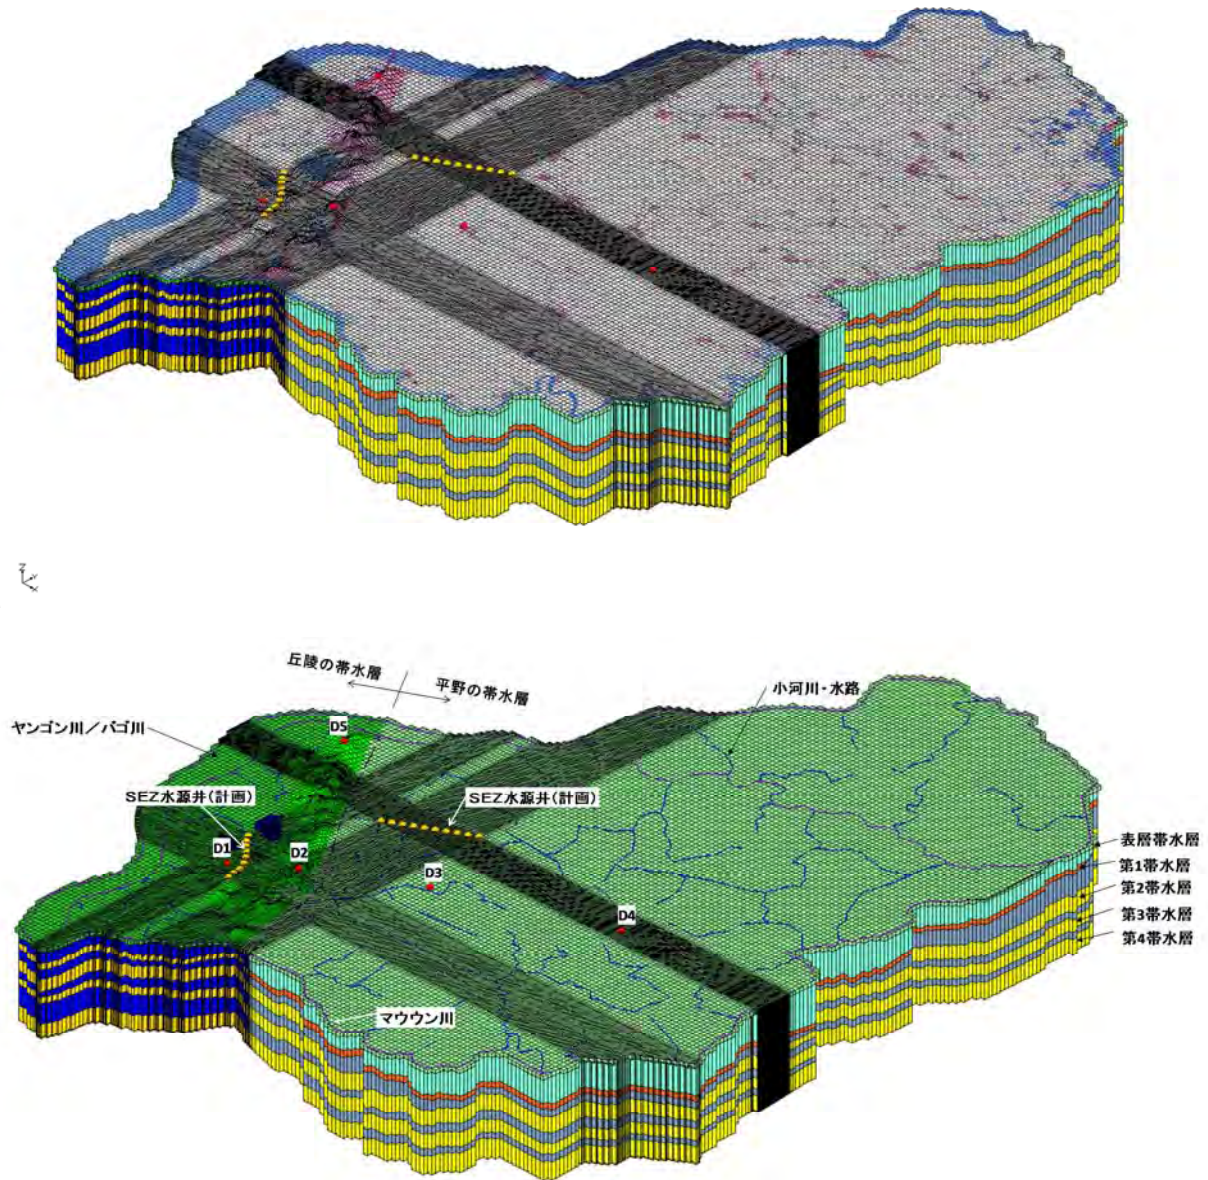 Z
Y
X
丘陵の帯水層
平野の帯水層
小河川・水路
ヤンゴン川／バゴ川
D5
SEZ水源井(計画)
SEZ水源井(計画)
D1
D2
D3
D4
表層帯水層
第1帯水層
第2帯水層
第3帯水層
第4帯水層
マウウン川